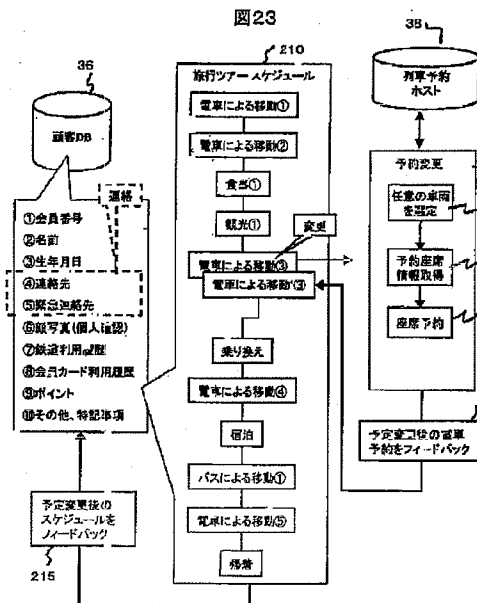 図23
36
顧客DB
連絡
①会員番号
②名前
③生年月日
④連絡先
⑤緊急連絡先
⑥顔写真(個人確認)
⑦鉄道利用履歴
⑧会員カード利用履歴
⑨ポイント
⑩その他、特記事項
予定変更後の
スケジュールを
フィードバック
215
210
旅行ツアースケジュール
電車による移動①
電車による移動②
食事①
観光①
変更
電車による移動③
電車による移動'③
乗り換え
電車による移動④
宿泊
バスによる移動①
電車による移動⑤
帰着
38
列車予約
ホスト
予約変更
任意の車両
を選定
予約座席
情報取得
座席予約
予定変更後の電車
予約をフィードバック